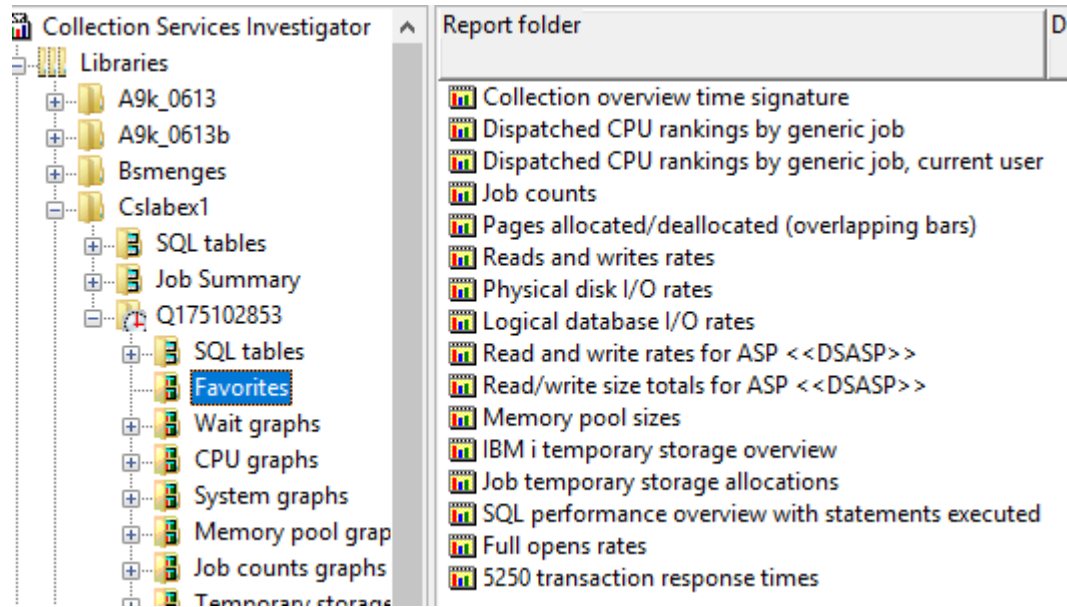 Collection Services Investigator
Libraries
A9k_0613
A9k_0613b
Bsmenges
Cslabex1
SQL tables
Job Summary
Q175102853
SQL tables
Favorites
Wait graphs
CPU graphs
System graphs
Memory pool grap
Job counts graphs
Temporary storage
Report folder
D
Collection overview time signature
Dispatched CPU rankings by generic job
Dispatched CPU rankings by generic job, current user
Job counts
Pages allocated/deallocated (overlapping bars)
Reads and writes rates
Physical disk I/O rates
Logical database I/O rates
Read and write rates for ASP <<DSASP>>
Read/write size totals for ASP <<DSASP>>
Memory pool sizes
IBM i temporary storage overview
Job temporary storage allocations
SQL performance overview with statements executed
Full opens rates
5250 transaction response times